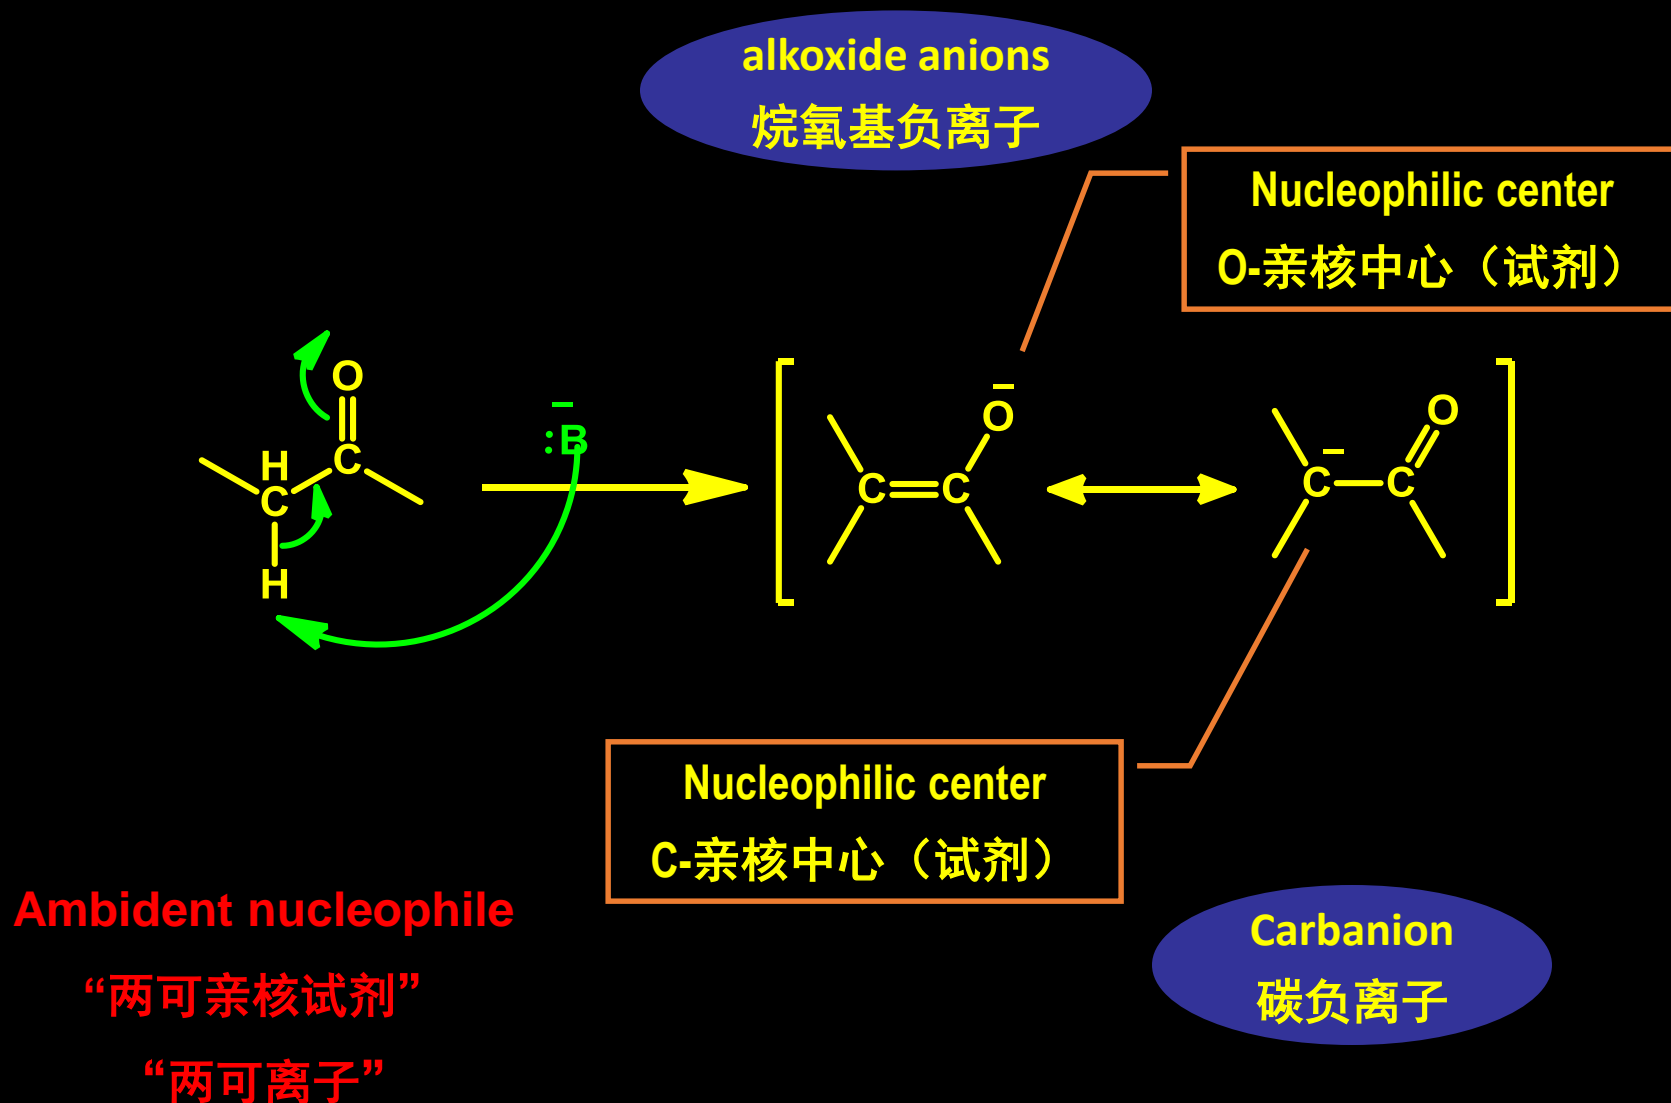 alkoxide anions
烷氧基负离子
Nucleophilic center
O-亲核中心（试剂）
O
H
C
C
H
:B
O
C
C
O
C
C
Nucleophilic center
C-亲核中心（试剂）
Ambident nucleophile
“两可亲核试剂”
“两可离子”
Carbanion
碳负离子